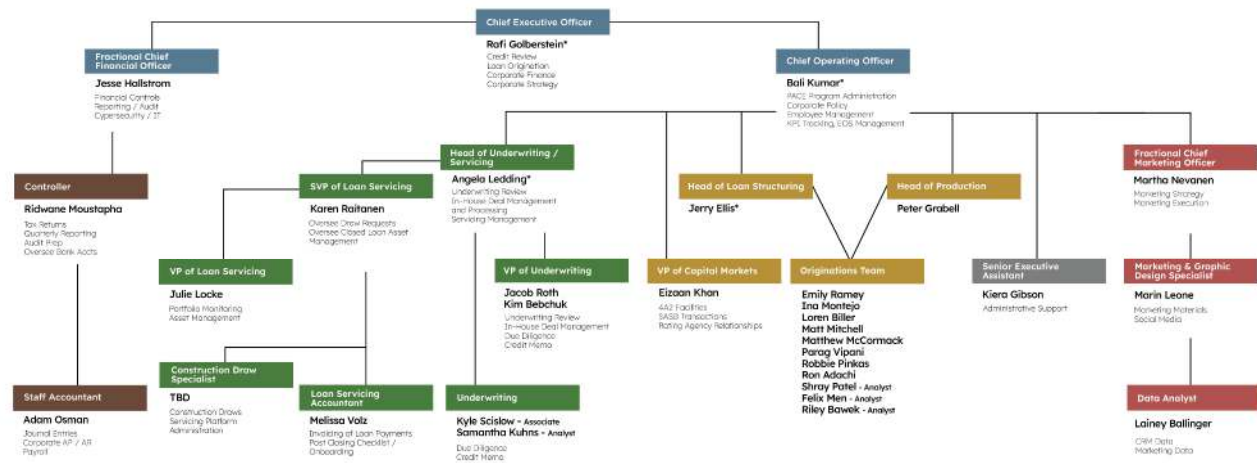 Chief Executive Officer
Rafi Golberstein*
Credit Review
Loan Origination
Corporate Finance
Corporate Strategy
Fractional Chief
Financial Officer
Jesse Hallstrom
Financial Controls
Reporting / Audit
Cypersecurity / IT
Chief Operating Officer
Bali Kumar*
PACE Program Administration
Corporate Policy
Employee Management
KPI Tracking, EOS Management
Controller
Ridwane Moustapha
Tax Returns
Quarterly Reporting
Audit Prep
Oversee Bank Accts
SVP of Loan Servicing
Karen Raitanen
Oversee Draw Requests
Oversee Closed Loan Asset
Management
Head of Underwriting /
Servicing
Angela Ledding*
Underwriting Review
In-House Deal Management
and Processing
Servicing Management
Head of Loan Structuring
Jerry Ellis*
Head of Production
Peter Grabell
Fractional Chief
Marketing Officer
Martha Nevanen
Marketing Strategy
Marketing Execution
VP of Loan Servicing
Julie Locke
Portfolio Monitoring
Asset Management
VP of Underwriting
Jacob Roth
Kim Bebchuk
Underwriting Review
In-House Deal Management
Due Diligence
Credit Memo
VP of Capital Markets
Eizaan Khan
4A2 Facilities
SASB Transactions
Rating Agency Relationships
Originations Team
Emily Ramey
Ina Montejo
Loren Biller
Matt Mitchell
Matthew McCormack
Parag Vipani
Robbie Pinkas
Ron Adachi
Shray Patel - Analyst
Felix Men - Analyst
Riley Bawek - Analyst
Senior Executive
Assistant
Kiera Gibson
Administrative Support
Marketing & Graphic
Design Specialist
Marin Leone
Marketing Materials
Social Media
Staff Accountant
Adam Osman
Journal Entries
Corporate AP / AR
Payroll
Construction Draw
Specialist
TBD
Construction Draws
Servicing Platform
Administration
Loan Servicing
Accountant
Melissa Volz
Invoicing of Loan Payments
Post Closing Checklist /
Onboarding
Underwriting
Kyle Scislow - Associate
Samantha Kuhns - Analyst
Due Diligence
Credit Memo
Data Analyst
Lainey Ballinger
CRM Data
Marketing Data